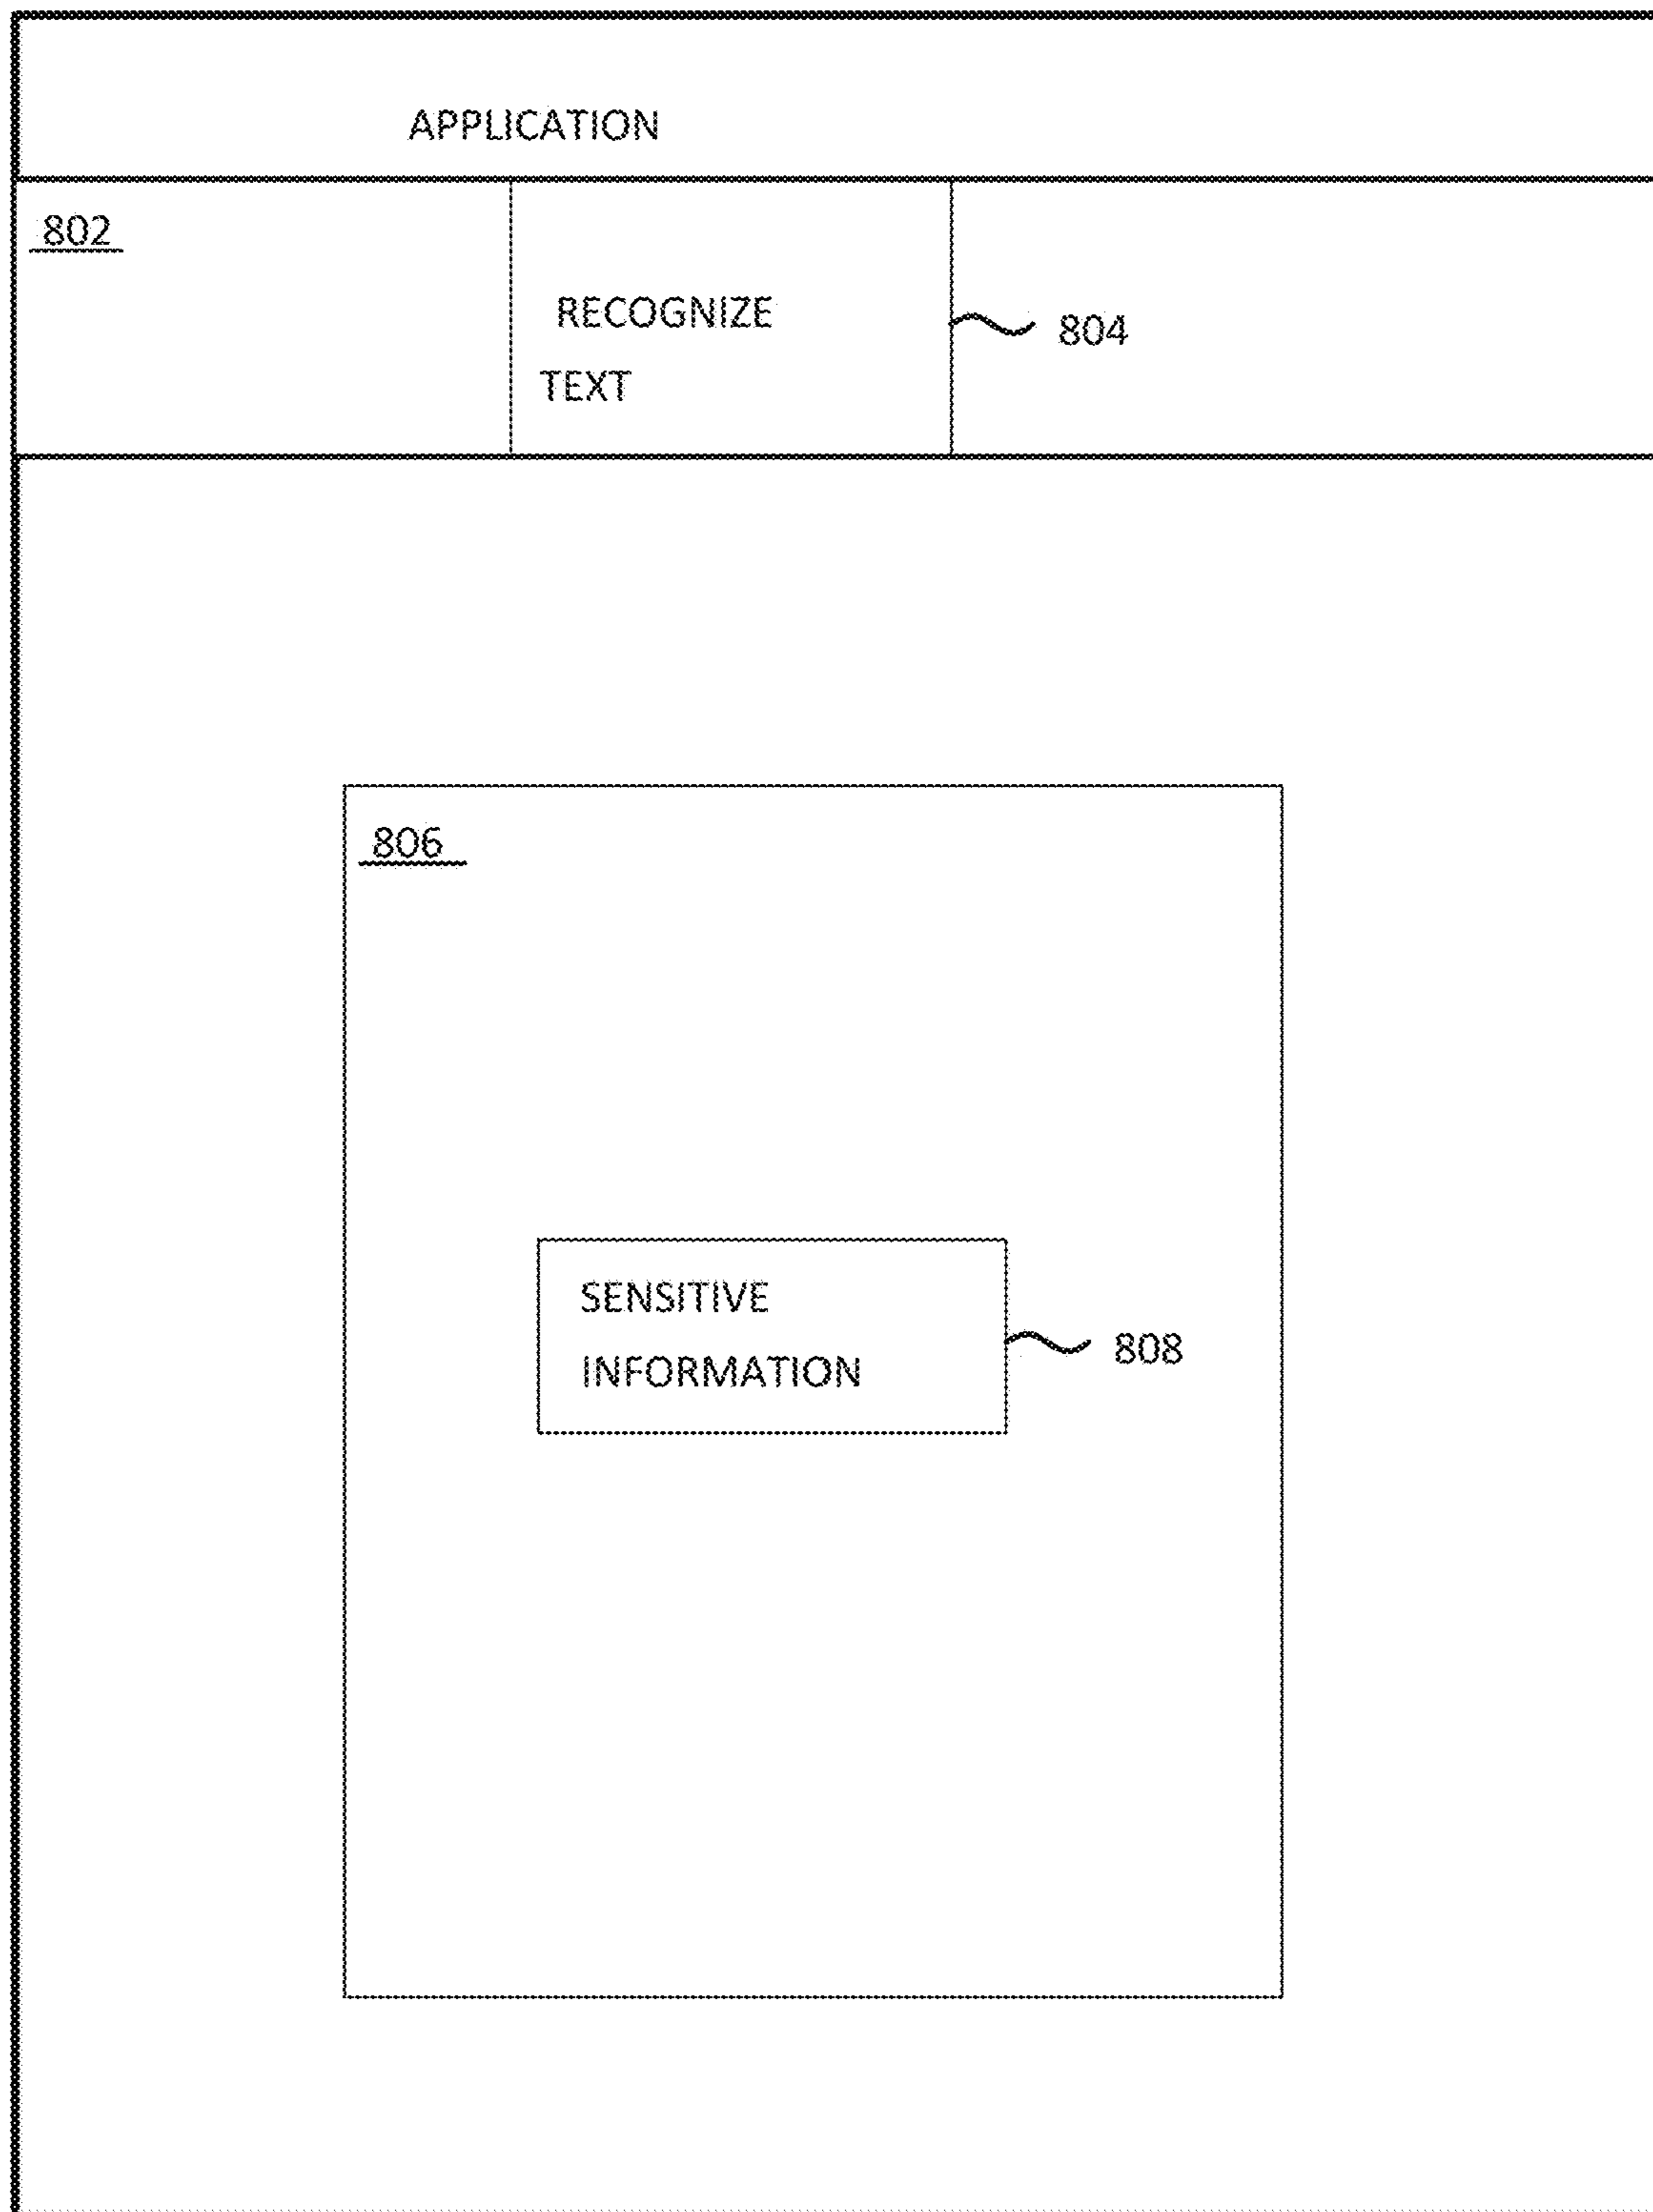 APPLICATION
802
RECOGNIZE
TEXT
804
806
SENSITIVE
INFORMATION
808